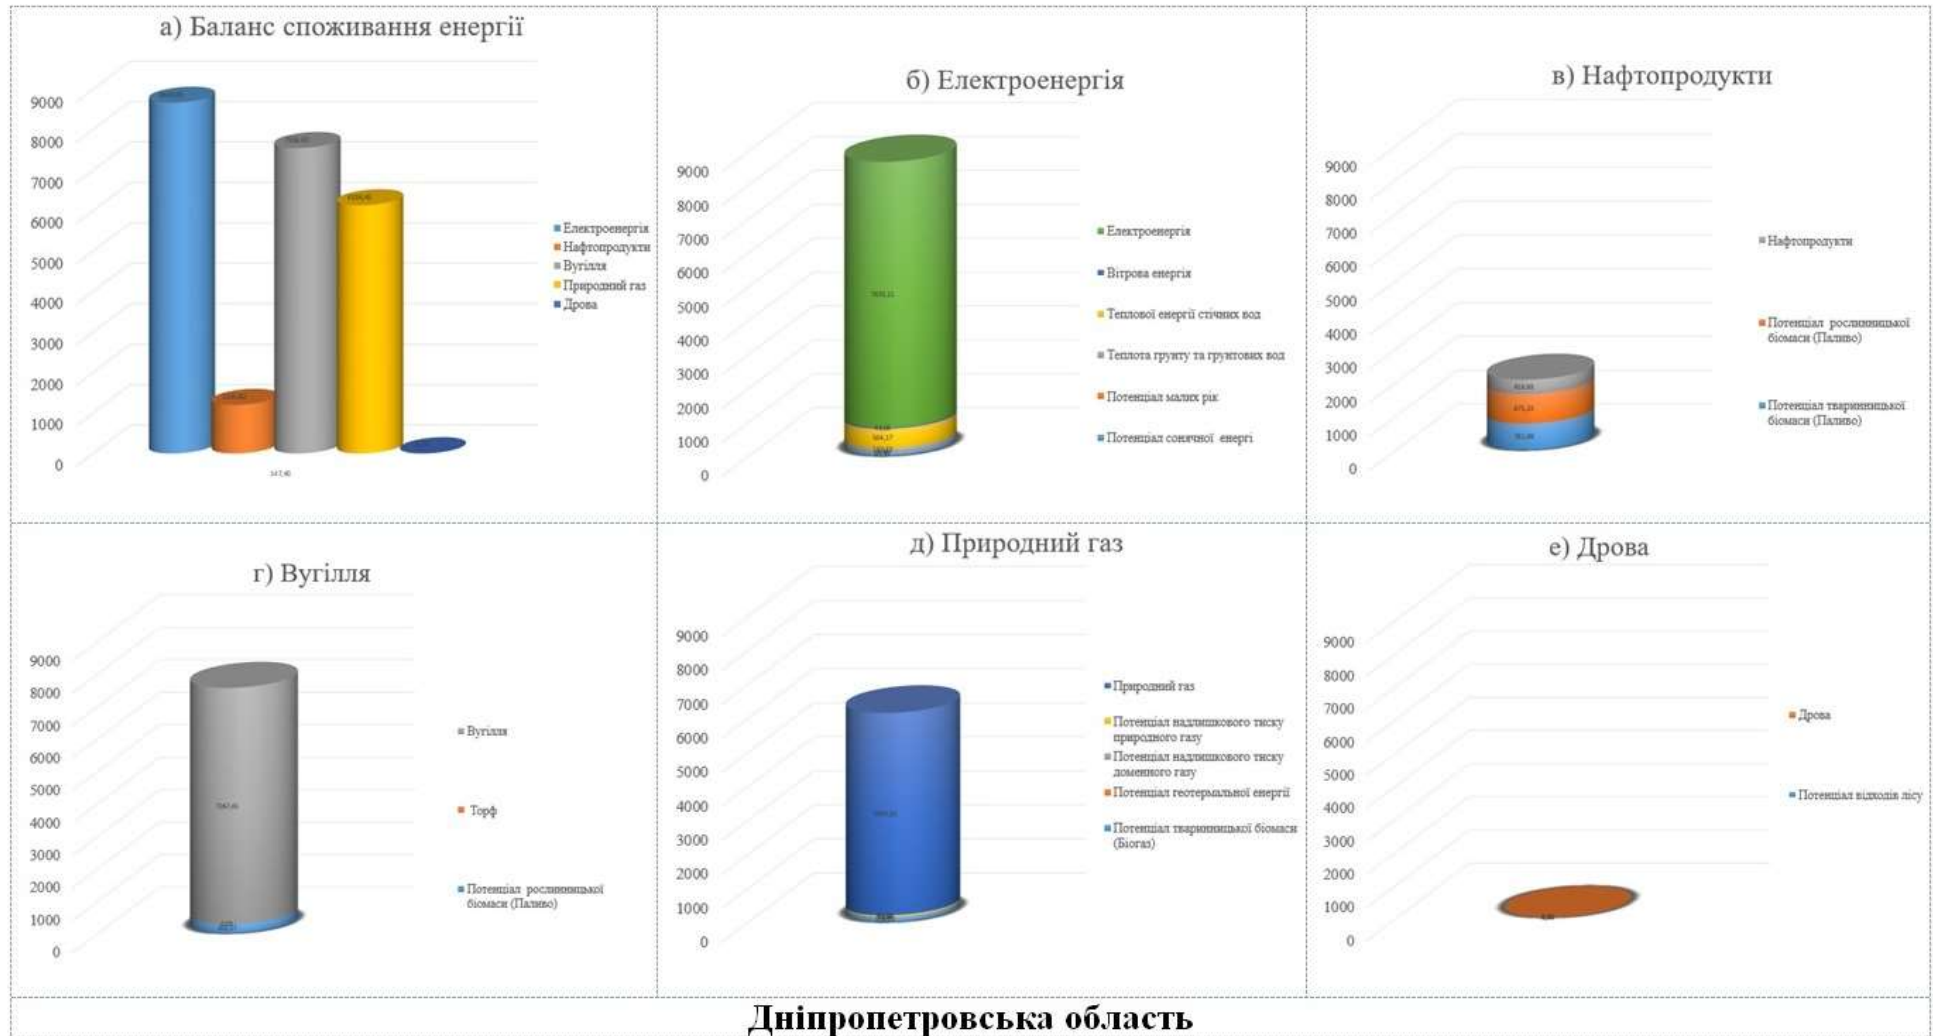 а) Баланс споживання енергії
9000
8000
7000
6000
5000
4000
3000
2000
1000
0
147,40
Електроенергія
Нафтопродукти
Вугілля
Природний газ
Дрова
б) Електроенергія
9000
8000
7000
6000
5000
4000
3000
2000
1000
0
504,17
Електроенергія
Вітрова енергія
Теплової енергії стічних вод
Теплота грунту та грунтових вод
Потенціал малих рік
Потенціал сонячної енергі
в) Нафтопродукти
9000
8000
7000
6000
5000
4000
3000
2000
1000
0
Нафтопродукти
Потенціал рослинницької
біомаси (Паливо)
Потенціал тваринницької
біомаси (Паливо)
г) Вугілля
9000
8000
7000
6000
5000
4000
3000
2000
1000
0
Вугілля
Торф
Потенціал рослинницької
біомаси (Паливо)
д) Природний газ
9000
8000
7000
6000
5000
4000
3000
2000
1000
0
Природний газ
Потенціал надлишкового тиску
природного газу
Потенціал надлишкового тиску
доменного газу
Потенціал геотермальної енергії
Потенціал тваринницької біомаси
(Біогаз)
е) Дрова
9000
8000
7000
6000
5000
4000
3000
2000
1000
0
Дрова
Потенціал відходів лісу
Дніпропетровська область